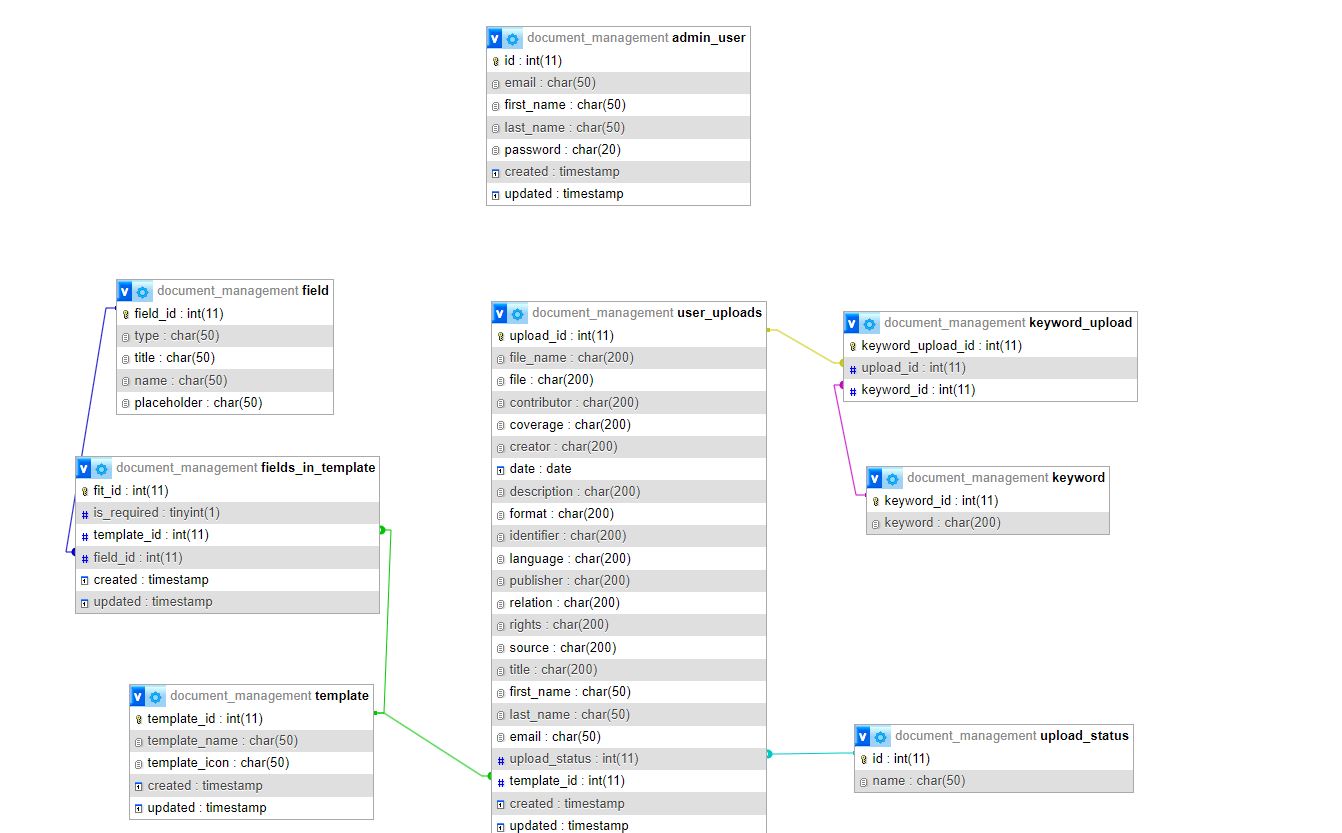 document_management admin_user
id : int(11)
email : char(50)
first_name : char(50)
last_name : char(50)
password : char(20)
created : timestamp
updated : timestamp
document_management field
field_id : int(11)
type : char(50)
title : char(50)
name : char(50)
placeholder : char(50)
document_management fields_in_template
fit_id : int(11)
is_required : tinyint(1)
template_id : int(11)
field_id : int(11)
created : timestamp
updated : timestamp
document_management template
template_id : int(11)
template_name : char(50)
template_icon : char(50)
created : timestamp
updated : timestamp
document_management user_uploads
upload_id : int(11)
file_name : char(200)
file : char(200)
contributor : char(200)
coverage : char(200)
creator : char(200)
date : date
description : char(200)
format : char(200)
identifier : char(200)
language : char(200)
publisher : char(200)
relation : char(200)
rights : char(200)
source : char(200)
title : char(200)
first_name : char(50)
last_name : char(50)
email : char(50)
upload_status : int(11)
template_id : int(11)
created : timestamp
updated : timestamp
document_management keyword_upload
keyword_upload_id : int(11)
upload_id : int(11)
keyword_id : int(11)
document_management keyword
keyword_id : int(11)
keyword : char(200)
document_management upload_status
id : int(11)
name : char(50)